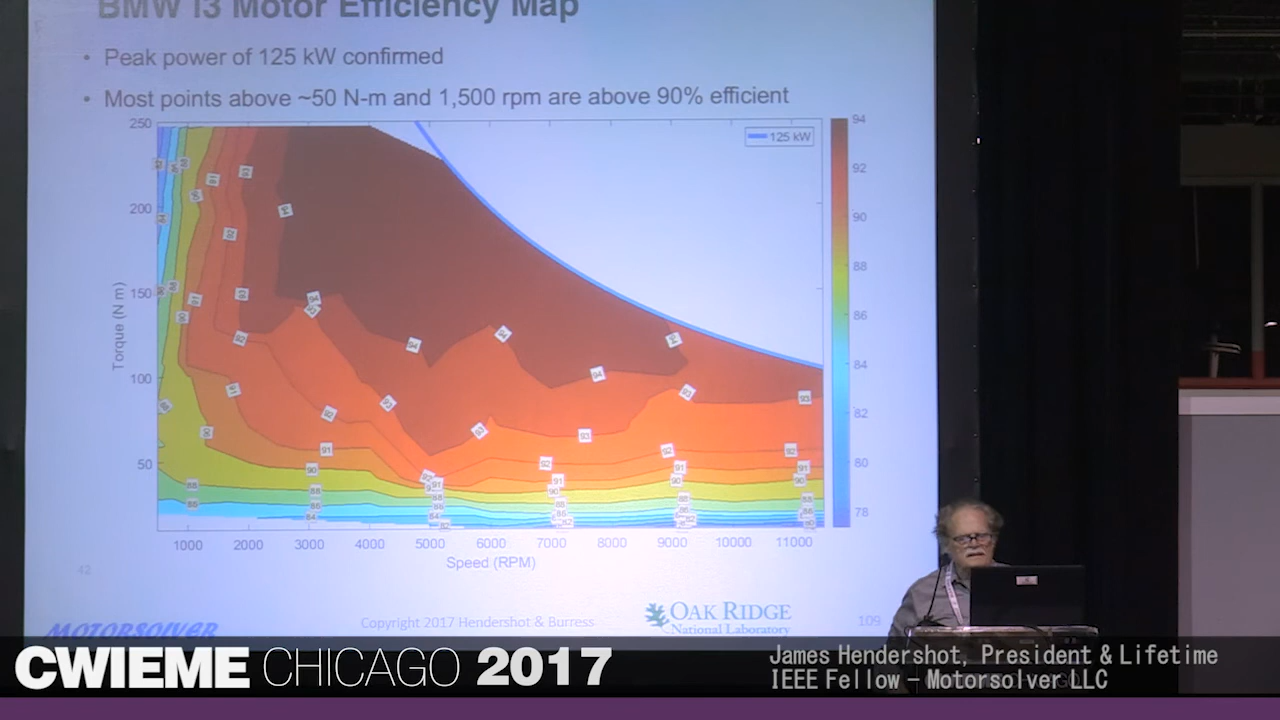 BMW i3 Motor Efficiency Map
• Peak power of 125 kW confirmed
• Most points above ~50 N-m and 1,500 rpm are above 90% efficient
250
200
150
100
50
Torque (N m)
125 kW
94
92
90
88
86
84
82
80
78
1000 2000 3000 4000 5000 6000 7000 8000 9000 10000 11000
Speed (RPM)
42
MOTORSOLVER
Copyright 2017 Hendershot & Burress
OAK RIDGE
National Laboratory
109
CWIEME CHICAGO 2017
James Hendershot, President & Lifetime
IEEE Fellow – Motorsolver LLC